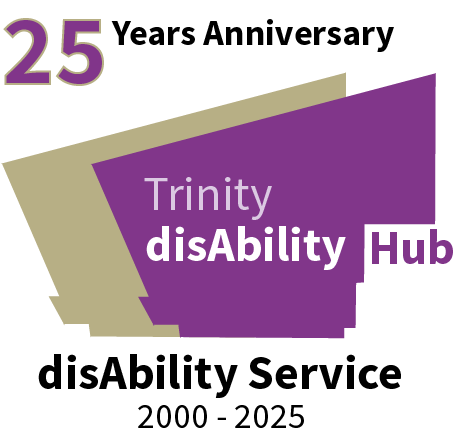 25 Years Anniversary
Trinity
disAbility Hub
disAbility Service
2000 - 2025